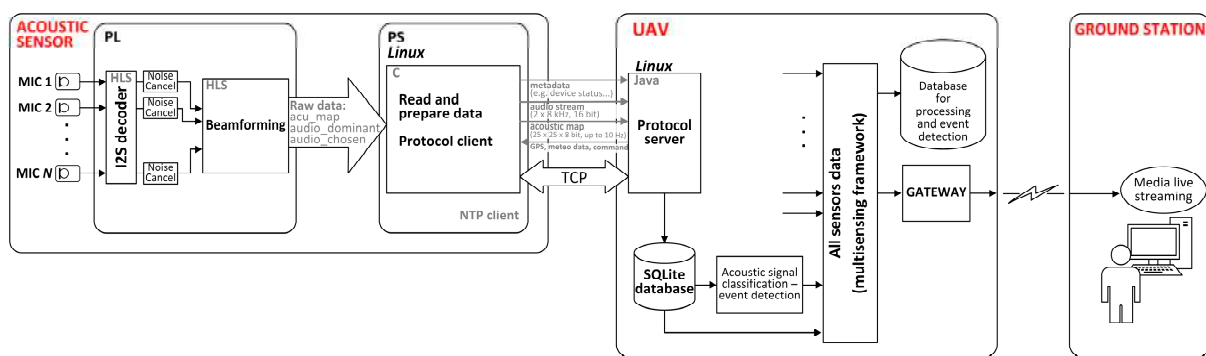 ACOUSTIC
SENSOR
PL
MIC 1
MIC 2
MIC N
HLS
I2S decoder
Noise
Cancel
Noise
Cancel
Noise
Cancel
HLS
Beamforming
Raw data:
acu_map
audio_dominant
audio_chosen
PS
Linux
C
Read and
prepare data
Protocol client
NTP client
metadata
(e.g. device status...)
audio stream
(2 x 8 kHz, 16 bit)
acoustic map
(25 x 25 x 8 bit, up to 10 Hz)
GPS, meteo data, command
TCP
UAV
Linux
Java
Protocol
server
SQLite
database
Acoustic signal
classification –
event detection
All sensors data
(multisensing framework)
Database
for
processing
and event
detection
GATEWAY
GROUND STATION
Media live
streaming